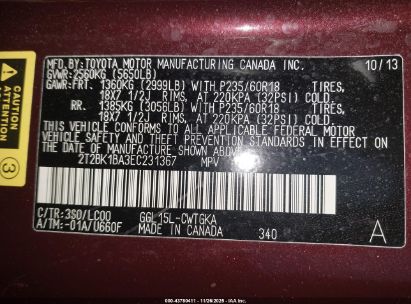 MFD. BY: TOYOTA MOTOR MANUFACTURING CANADA INC. 10/13
GVWR: 2560KG (5650LB)
GAWR: FRT. 1360KG (2999LB) WITH P235/60R18 TIRES,
18X7 1/2J RIMS, AT 220KPA (32PSI) COLD
RR. 1385KG (3056LB) WITH P235/60R18 TIRES,
18X7 1/2J RIMS, AT 220KPA (32PSI) COLD
THIS VEHICLE CONFORMS TO ALL APPLICABLE FEDERAL MOTOR
VEHICLE SAFETY AND THEFT PREVENTION STANDARDS IN EFFECT
ON THE DATE OF MANUFACTURE SHOWN ABOVE.
2T2BK1BA3EC231367 MPV
C/TR: 3S0/LC00 GGL15L-CWTGKA
A/TM: -01A/U660F MADE IN CANADA 340 A
CAUTION
ATTENTION
3